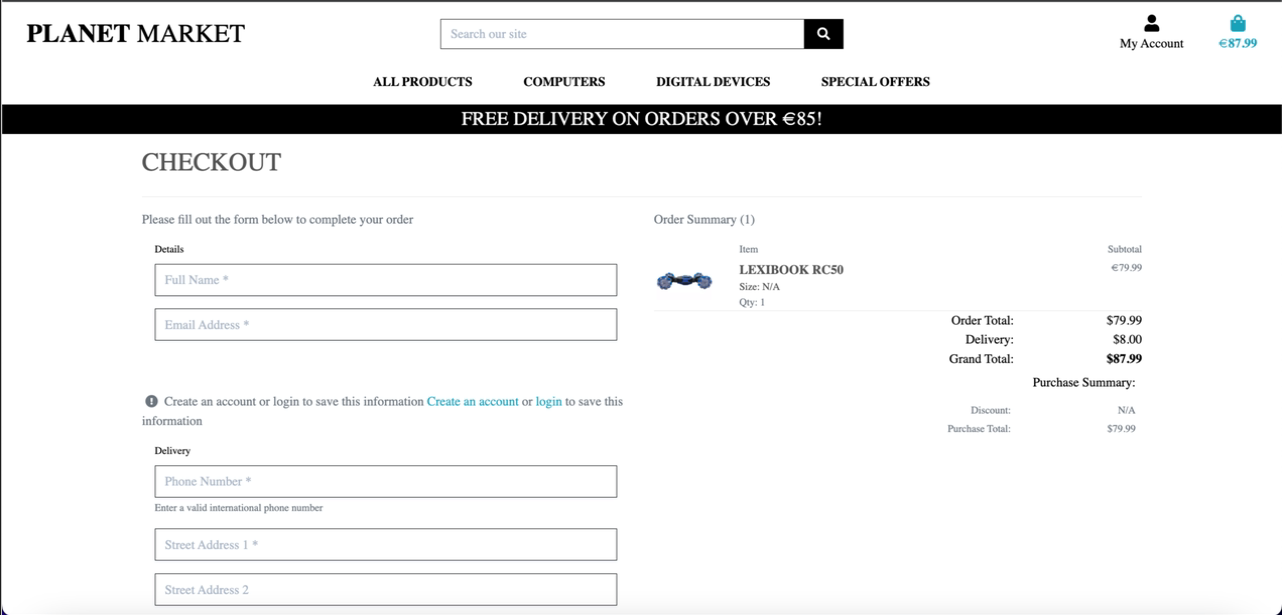 PLANET MARKET
Search our site
My Account
€87.99
ALL PRODUCTS COMPUTERS DIGITAL DEVICES SPECIAL OFFERS
FREE DELIVERY ON ORDERS OVER €85!
CHECKOUT
Please fill out the form below to complete your order
Details
Full Name *
Email Address *
! Create an account or login to save this information Create an account or login to save this
information
Delivery
Phone Number *
Enter a valid international phone number
Street Address 1 *
Street Address 2
Order Summary (1)
Item Subtotal
LEXIBOOK RC50 €79.99
Size: N/A
Qty: 1
Order Total: $79.99
Delivery: $8.00
Grand Total: $87.99
Purchase Summary:
Discount: N/A
Purchase Total: $79.99